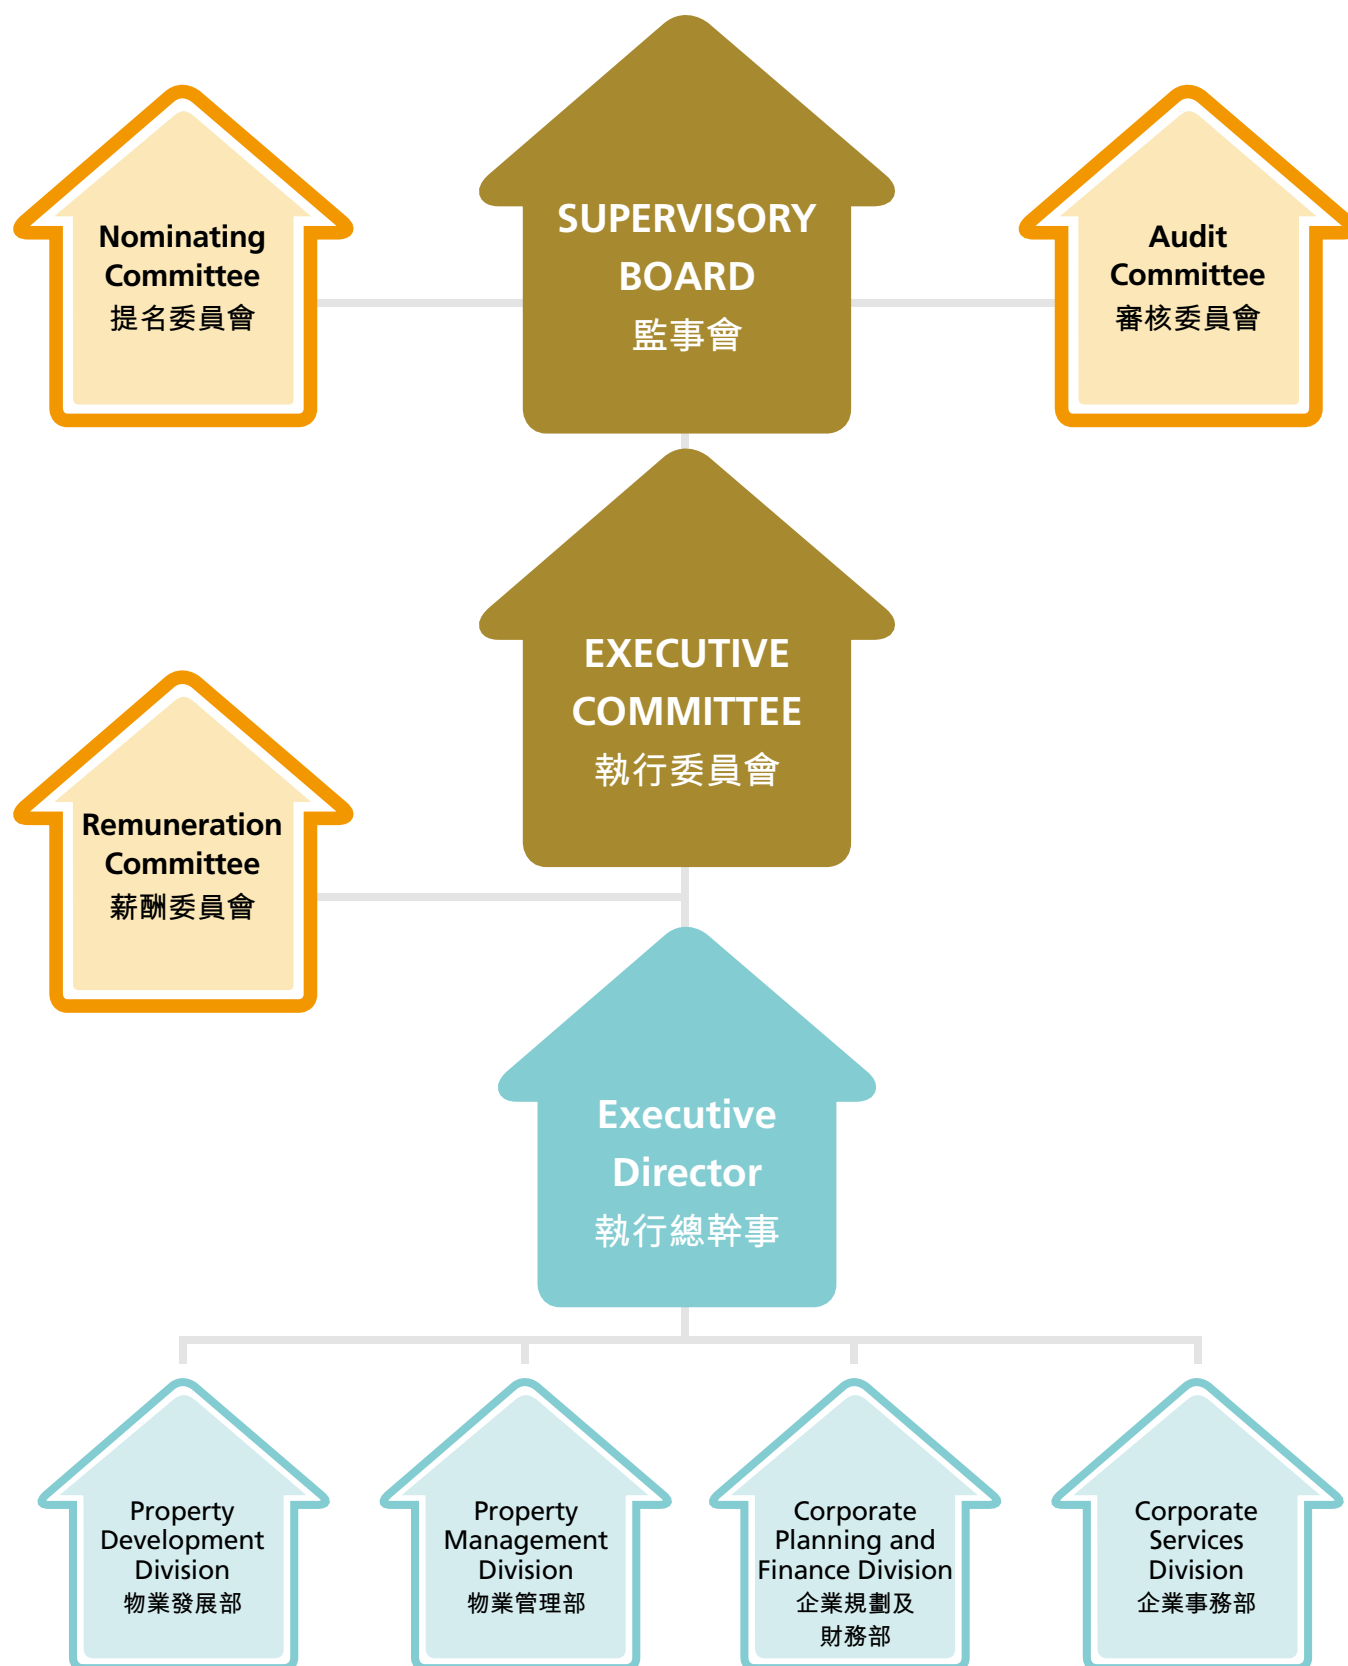 Nominating
Committee
提名委員會
SUPERVISORY
BOARD
監事會
Audit
Committee
審核委員會
EXECUTIVE
COMMITTEE
執行委員會
Remuneration
Committee
薪酬委員會
Executive
Director
執行總幹事
Property
Development
Division
物業發展部
Property
Management
Division
物業管理部
Corporate
Planning and
Finance Division
企業規劃及
財務部
Corporate
Services
Division
企業事務部